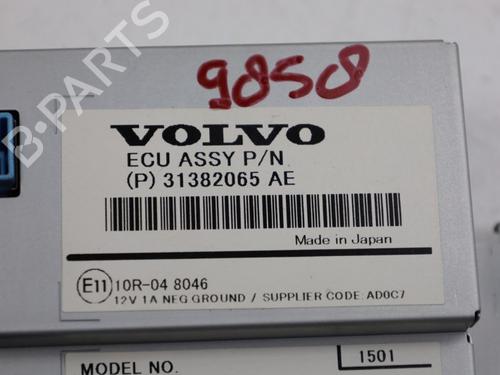 9858
B-PARTS
VOLVO
ECU ASSY P/N
(P) 31382065 AE
Made in Japan
E11 10R-04 8046
12V 1A NEG GROUND / SUPPLIER CODE: AD0C7
MODEL NO.
1501